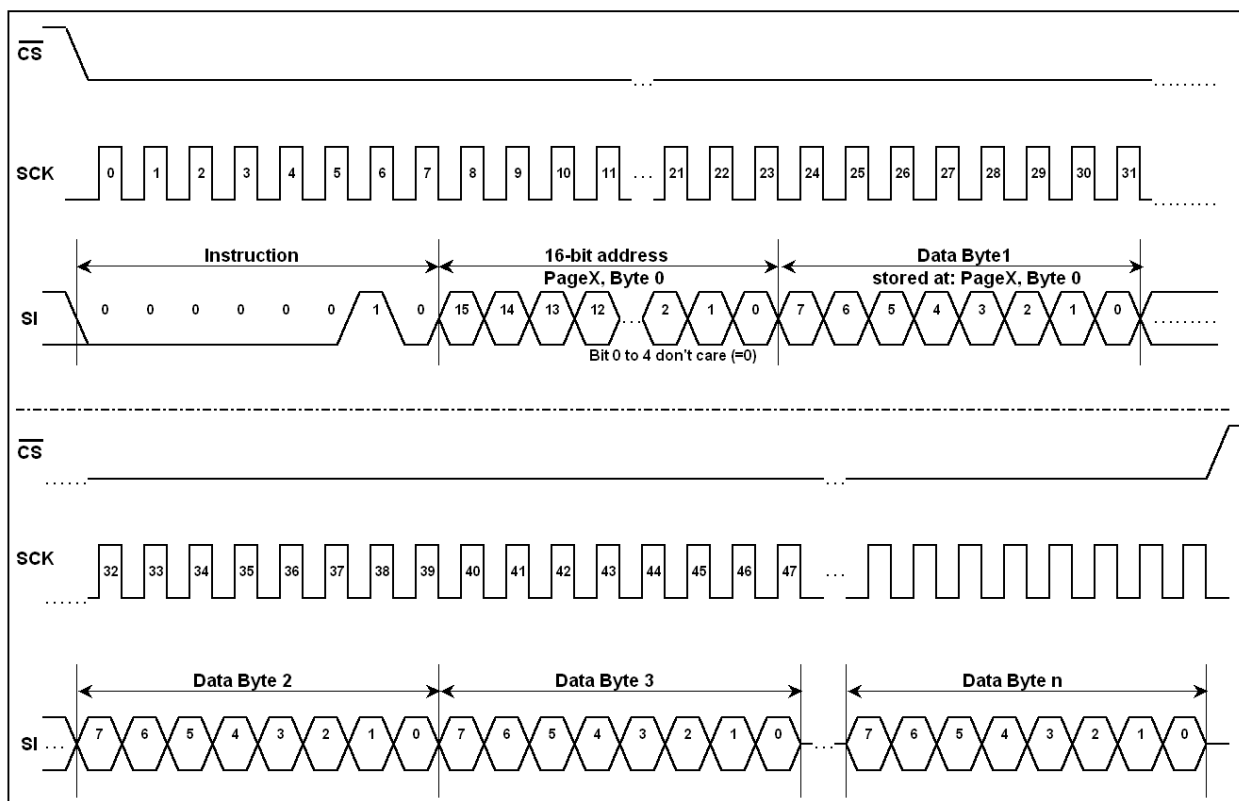 CS
...
SCK 0 1 2 3 4 5 6 7 8 9 10 11 ... 21 22 23 24 25 26 27 28 29 30 31
Instruction 16-bit address Data Byte1
PageX, Byte 0 stored at: PageX, Byte 0
SI 0 0 0 0 0 0 1 0 15 14 13 12 ... 2 1 0 7 6 5 4 3 2 1 0
Bit 0 to 4 don't care (=0)
CS
...
SCK 32 33 34 35 36 37 38 39 40 41 42 43 44 45 46 47 ...
Data Byte 2 Data Byte 3 Data Byte n
SI ... 7 6 5 4 3 2 1 0 7 6 5 4 3 2 1 0 ... 7 6 5 4 3 2 1 0